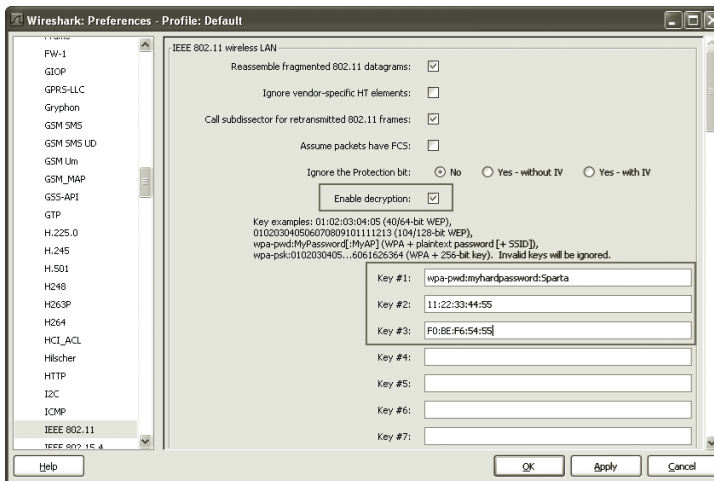 Wireshark: Preferences - Profile: Default
Frame
FW-1
GIOP
GPRS-LLC
Gryphon
GSM SMS
GSM SMS UD
GSM Um
GSM_MAP
GSS-API
GTP
H.225.0
H.245
H.501
H248
H263P
H264
HCI_ACL
Hilscher
HTTP
I2C
ICMP
IEEE 802.11
IEEE 802.15.4
IEEE 802.11 wireless LAN
Reassemble fragmented 802.11 datagrams:
Ignore vendor-specific HT elements:
Call subdissector for retransmitted 802.11 frames:
Assume packets have FCS:
Ignore the Protection bit: No Yes - without IV Yes - with IV
Enable decryption:
Key examples: 01:02:03:04:05 (40/64-bit WEP),
010203040506070809101111213 (104/128-bit WEP),
wpa-pwd:MyPassword[:MyAP] (WPA + plaintext password [+ SSID]),
wpa-psk:0102030405...6061626364 (WPA + 256-bit key). Invalid keys will be ignored.
Key #1: wpa-pwd:myhardpassword:Sparta
Key #2: 11:22:33:44:55
Key #3: F0:BE:F6:54:55
Key #4:
Key #5:
Key #6:
Key #7:
Help OK Apply Cancel